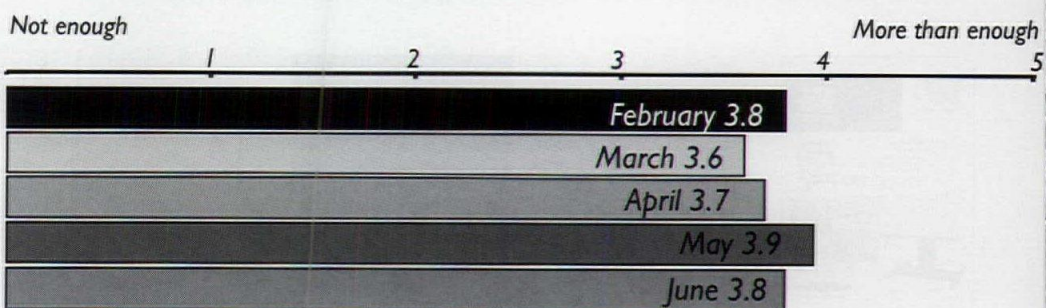 Not enough
More than enough
1 2 3 4 5
February 3.8
March 3.6
April 3.7
May 3.9
June 3.8